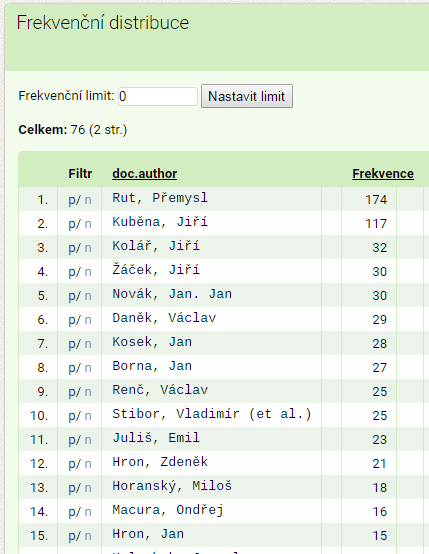 Frekvenční distribuce
Frekvenční limit: 0 Nastavit limit
Celkem: 76 (2 str.)
Filtr doc.author Frekvence
1. p/ n Rut, Přemysl 174
2. p/ n Kuběna, Jiří 117
3. p/ n Kolář, Jiří 32
4. p/ n Žáček, Jiří 30
5. p/ n Novák, Jan. Jan 30
6. p/ n Daněk, Václav 29
7. p/ n Kosek, Jan 28
8. p/ n Borna, Jan 27
9. p/ n Renč, Václav 25
10. p/ n Stibor, Vladimír (et al.) 25
11. p/ n Juliš, Emil 23
12. p/ n Hron, Zdeněk 21
13. p/ n Horanský, Miloš 18
14. p/ n Macura, Ondřej 16
15. p/ n Hron, Jan 15